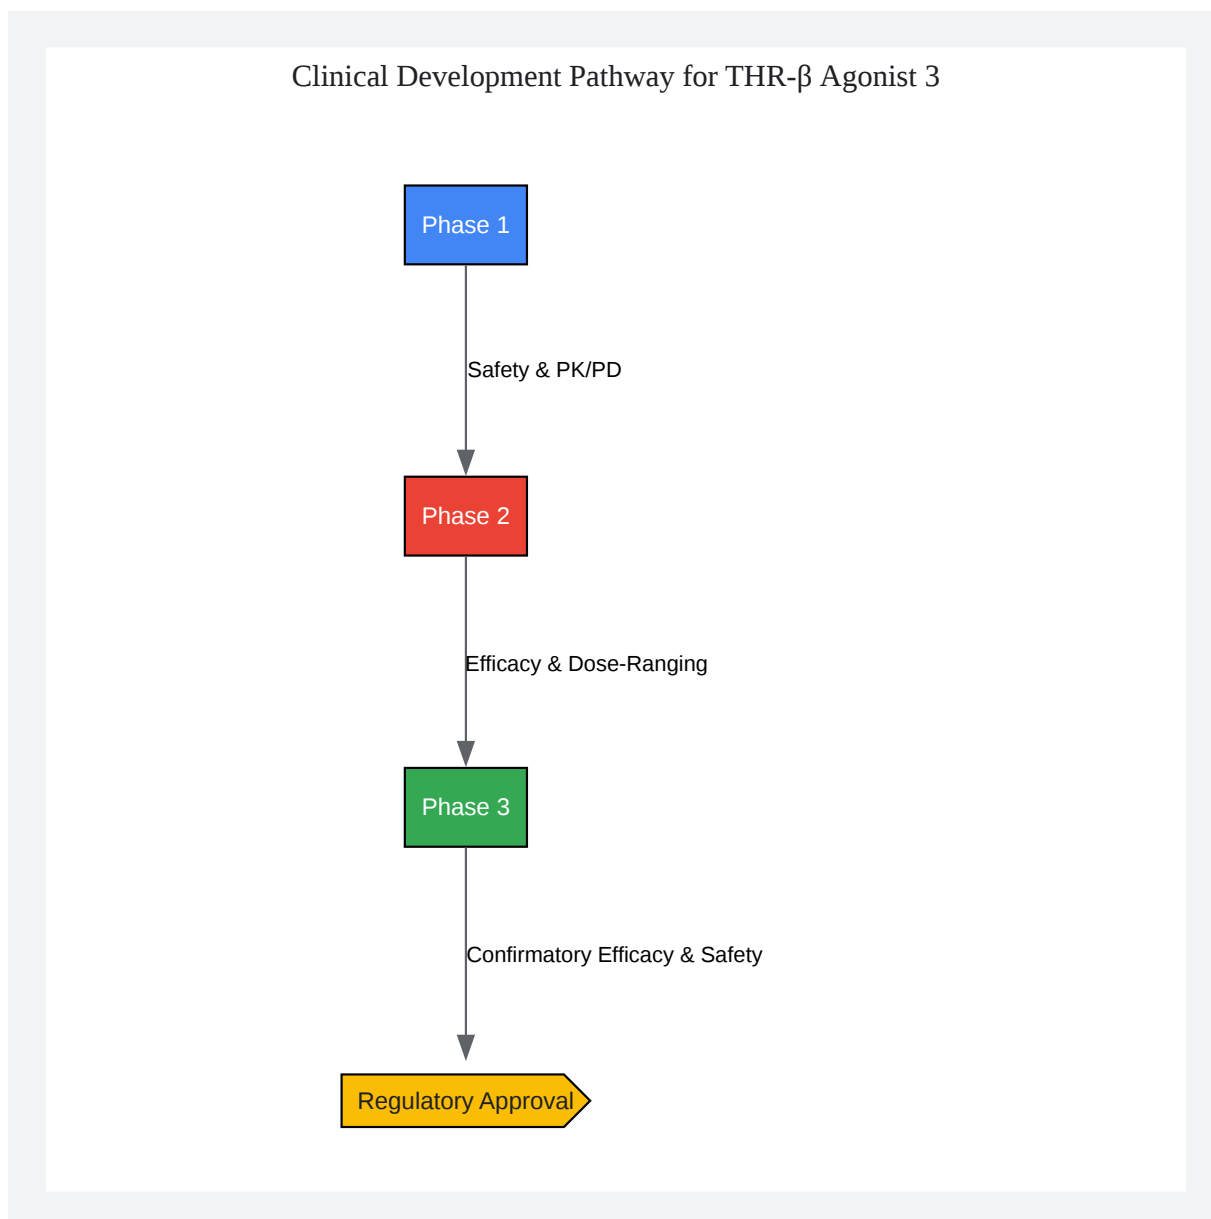 Clinical Development Pathway for THR-β Agonist 3
Phase 1
Safety & PK/PD
Phase 2
Efficacy & Dose-Ranging
Phase 3
Confirmatory Efficacy & Safety
Regulatory Approval